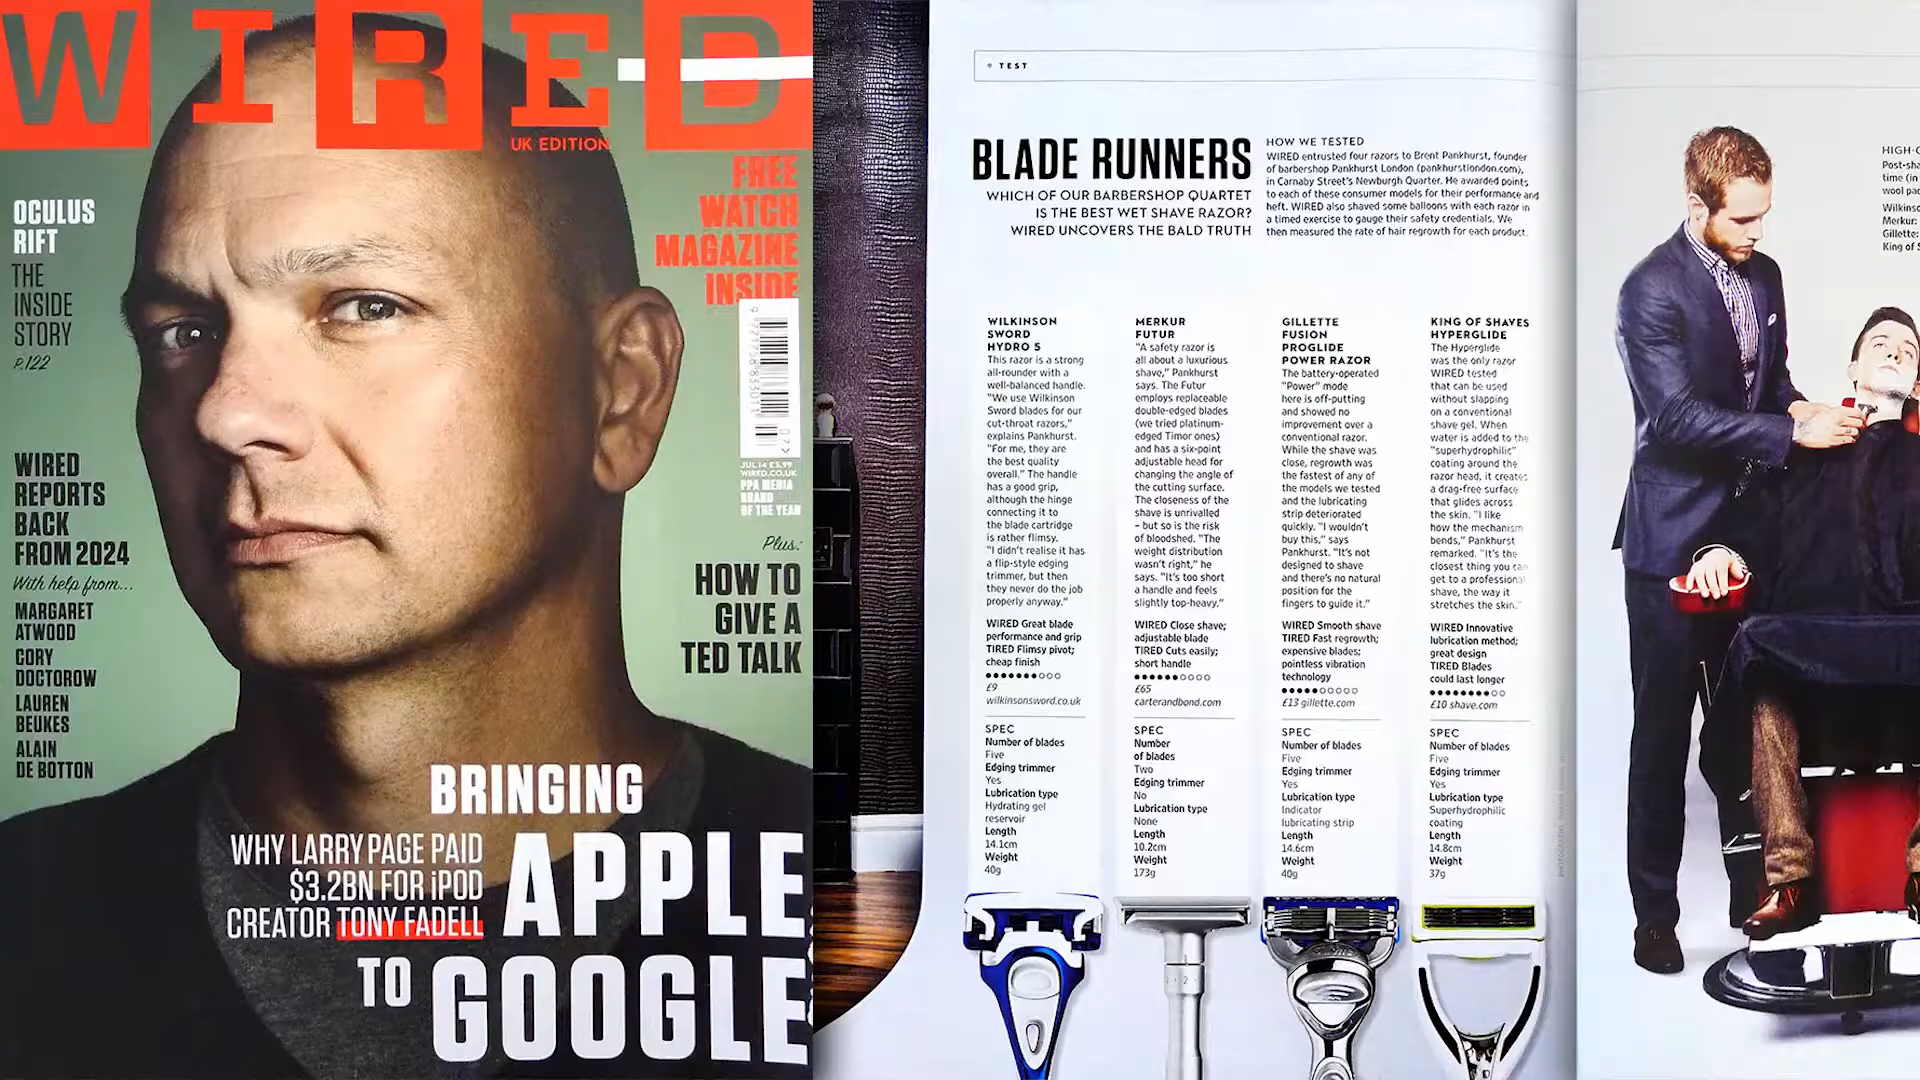 WIRED
UK EDITION
FREE
WATCH
MAGAZINE
INSIDE
OCULUS
RIFT
THE
INSIDE
STORY
P.122
WIRED
REPORTS
BACK
FROM 2024
With help from...
MARGARET
ATWOOD
CORY
DOCTOROW
LAUREN
BEUKES
ALAIN
DE BOTTON
JUL 14 £3.99
WIRED.CO.UK
PPA MEDIA
BRAND
OF THE YEAR
Plus:
HOW TO
GIVE A
TED TALK
BRINGING
APPLE
TO GOOGLE
WHY LARRY PAGE PAID
$3.2BN FOR iPOD
CREATOR TONY FADELL
TEST
BLADE RUNNERS
WHICH OF OUR BARBERSHOP QUARTET
IS THE BEST WET SHAVE RAZOR?
WIRED UNCOVERS THE BALD TRUTH
HOW WE TESTED
WIRED entrusted four razors to Brent Pankhurst, founder
of barbershop Pankhurst London (pankhurstlondon.com),
in Carnaby Street's Newburgh Quarter. He awarded points
to each of these consumer models for their performance and
heft. WIRED also shaved some balloons with each razor in
a timed exercise to gauge their safety credentials. We
then measured the rate of hair regrowth for each product.
WILKINSON
SWORD
HYDRO 5
This razor is a strong
all-rounder with a
well-balanced handle.
"We use Wilkinson
Sword blades for our
cut-throat razors,"
explains Pankhurst.
"For me, they are
the best quality
overall." The handle
has a good grip,
although the hinge
connecting it to
the blade cartridge
is rather flimsy.
"I didn't realise it has
a flip-style edging
trimmer, but then
they never do the job
properly anyway."
WIRED Great blade
performance and grip
TIRED Flimsy pivot;
cheap finish
£9
wilkinsonsword.co.uk
SPEC
Number of blades
Five
Edging trimmer
Yes
Lubrication type
Hydrating gel
reservoir
Length
14.1cm
Weight
40g
MERKUR
FUTUR
"A safety razor is
all about a luxurious
shave," Pankhurst
says. The Futur
employs replaceable
double-edged blades
(we tried platinum-
edged Timor ones)
and has a six-point
adjustable head for
changing the angle of
the cutting surface.
The closeness of the
shave is unrivalled
– but so is the risk
of bloodshed. "The
weight distribution
wasn't right," he
says. "It's too short
a handle and feels
slightly top-heavy."
WIRED Close shave;
adjustable blade
TIRED Cuts easily;
short handle
£65
carterandbond.com
SPEC
Number
of blades
Two
Edging trimmer
No
Lubrication type
None
Length
10.2cm
Weight
173g
GILLETTE
FUSION
PROGLIDE
POWER RAZOR
The battery-operated
"Power" mode
here is off-putting
and showed no
improvement over a
conventional razor.
While the shave was
close, regrowth was
the fastest of any of
the models we tested
and the lubricating
strip deteriorated
quickly. "I wouldn't
buy this," says
Pankhurst. "It's not
designed to shave
and there's no natural
position for the
fingers to guide it."
WIRED Smooth shave
TIRED Fast regrowth;
expensive blades;
pointless vibration
technology
£13 gillette.com
SPEC
Number of blades
Five
Edging trimmer
Yes
Lubrication type
Indicator
lubricating strip
Length
14.6cm
Weight
40g
KING OF SHAVES
HYPERGLIDE
The Hyperglide
was the only razor
WIRED tested
that can be used
without slapping
on a conventional
shave gel. When
water is added to the
"superhydrophilic"
coating around the
razor head, it creates
a drag-free surface
that glides across
the skin. "I like
how the mechanism
bends," Pankhurst
remarked. "It's the
closest thing you can
get to a professional
shave, the way it
stretches the skin."
WIRED Innovative
lubrication method;
great design
TIRED Blades
could last longer
£10 shave.com
SPEC
Number of blades
Five
Edging trimmer
Yes
Lubrication type
Superhydrophilic
coating
Length
14.8cm
Weight
37g
Post-sha
time (in
wool pa
Wilkinso
Merkur:
Gillette:
King of S